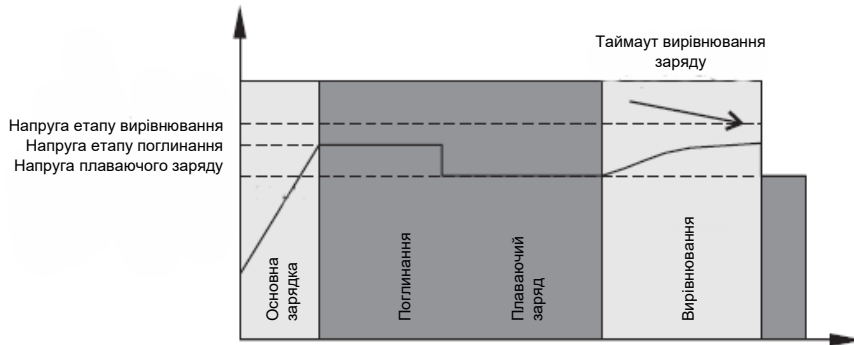 Таймаут вирівнювання
заряду
Напруга етапу вирівнювання
Напруга етапу поглинання
Напруга плаваючого заряду
Основна
зарядка
Поглинання
Плаваючий
заряд
Вирівнювання